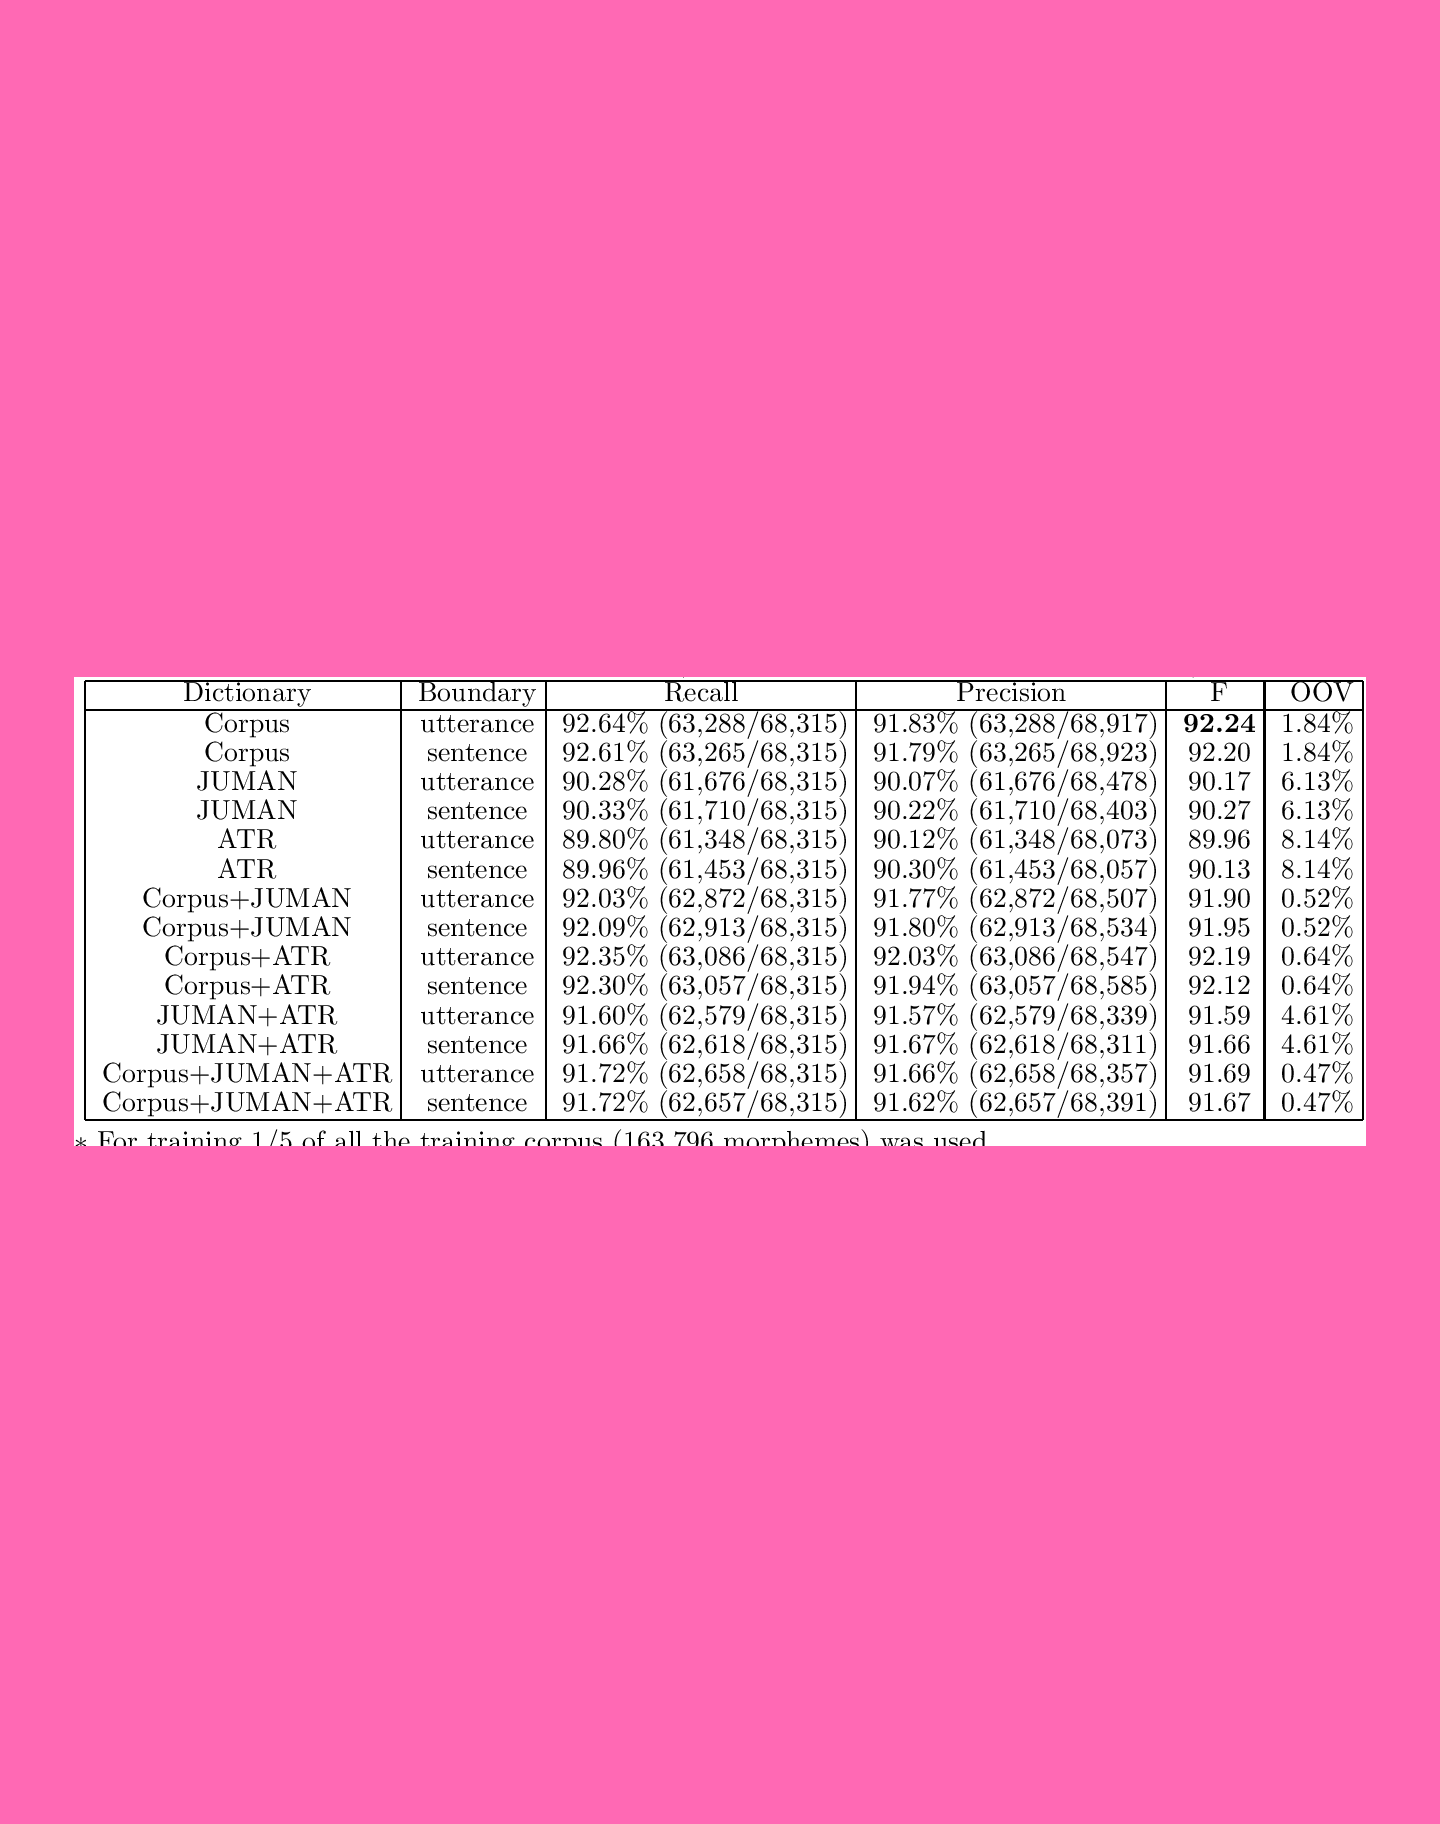 Dictionary Boundary Recall Precision F OOV
Corpus utterance 92.64% (63,288/68,315) 91.83% (63,288/68,917) 92.24 1.84%
Corpus sentence 92.61% (63,265/68,315) 91.79% (63,265/68,923) 92.20 1.84%
JUMAN utterance 90.28% (61,676/68,315) 90.07% (61,676/68,478) 90.17 6.13%
JUMAN sentence 90.33% (61,710/68,315) 90.22% (61,710/68,403) 90.27 6.13%
ATR utterance 89.80% (61,348/68,315) 90.12% (61,348/68,073) 89.96 8.14%
ATR sentence 89.96% (61,453/68,315) 90.30% (61,453/68,057) 90.13 8.14%
Corpus+JUMAN utterance 92.03% (62,872/68,315) 91.77% (62,872/68,507) 91.90 0.52%
Corpus+JUMAN sentence 92.09% (62,913/68,315) 91.80% (62,913/68,534) 91.95 0.52%
Corpus+ATR utterance 92.35% (63,086/68,315) 92.03% (63,086/68,547) 92.19 0.64%
Corpus+ATR sentence 92.30% (63,057/68,315) 91.94% (63,057/68,585) 92.12 0.64%
JUMAN+ATR utterance 91.60% (62,579/68,315) 91.57% (62,579/68,339) 91.59 4.61%
JUMAN+ATR sentence 91.66% (62,618/68,315) 91.67% (62,618/68,311) 91.66 4.61%
Corpus+JUMAN+ATR utterance 91.72% (62,658/68,315) 91.66% (62,658/68,357) 91.69 0.47%
Corpus+JUMAN+ATR sentence 91.72% (62,657/68,315) 91.62% (62,657/68,391) 91.67 0.47%
* For training 1/5 of all the training corpus (163,796 morphemes) was used